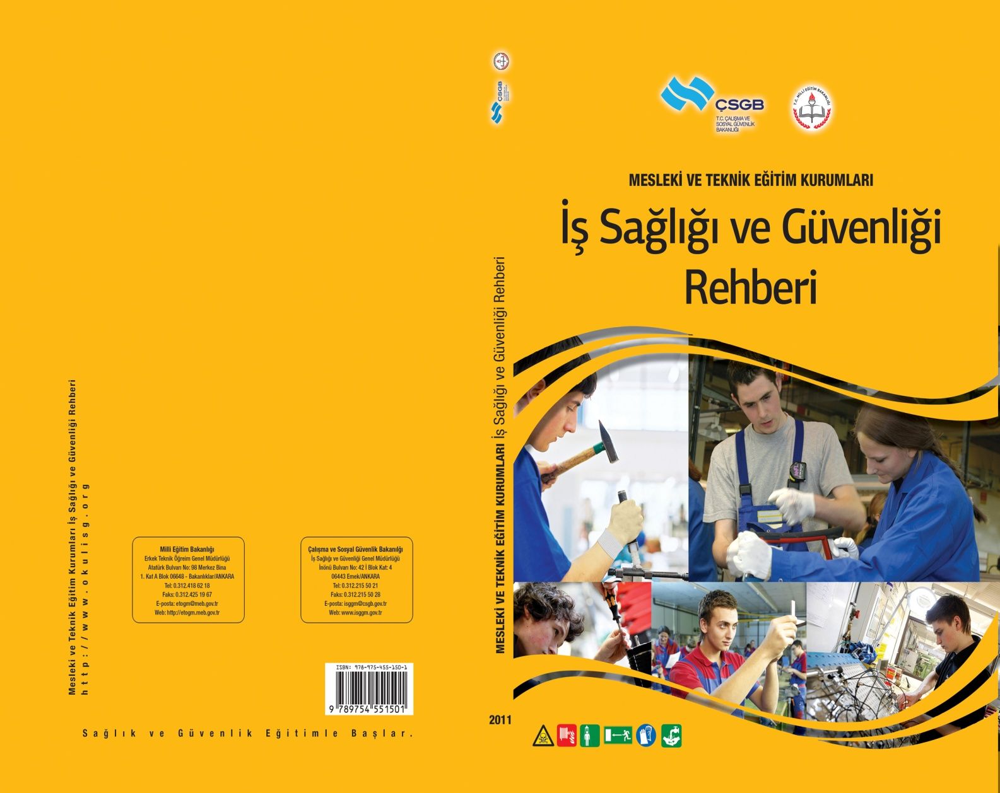 Mesleki ve Teknik Eğitim Kurumları İş Sağlığı ve Güvenliği Rehberi
http://www.okulisg.org
Milli Eğitim Bakanlığı
Erkek Teknik Öğreim Genel Müdürlüğü
Atatürk Bulvarı No: 98 Merkez Bina
1. Kat A Blok 06648 - Bakanlıklar/ANKARA
Tel: 0.312.418 62 18
Faks: 0.312.425 19 67
E-posta: etogm@meb.gov.tr
Web: http://etogm.meb.gov.tr
Çalışma ve Sosyal Güvenlik Bakanılğı
İş Sağlığı ve Güvenliği Genel Müdürlüğü
İnönü Bulvarı No: 42 İ Blok Kat: 4
06443 Emek/ANKARA
Tel: 0.312.215 50 21
Faks: 0.312.215 50 28
E-posta: isggm@csgb.gov.tr
Web: www.isggm.gov.tr
ISBN: 978-975-455-150-1
9 789754 551501
Sağlık ve Güvenlik Eğitimle Başlar.
ÇSGB
MESLEKİ VE TEKNİK EĞİTİM KURUMLARI İş Sağlığı ve Güvenliği Rehberi
2011
ÇSGB
T.C. ÇALIŞMA VE
SOSYAL GÜVENLİK
BAKANLIĞI
T.C. MİLLİ EĞİTİM BAKANLIĞI
MESLEKİ VE TEKNİK EĞİTİM KURUMLARI
İş Sağlığı ve Güvenliği
Rehberi